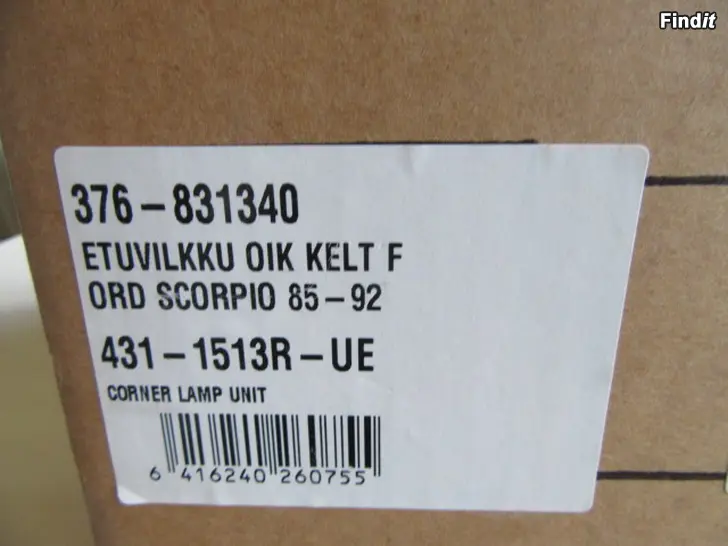 Findit
376-831340
ETUVILKKU OIK KELT F
ORD SCORPIO 85-92
431-1513R-UE
CORNER LAMP UNIT
6 416240 260755